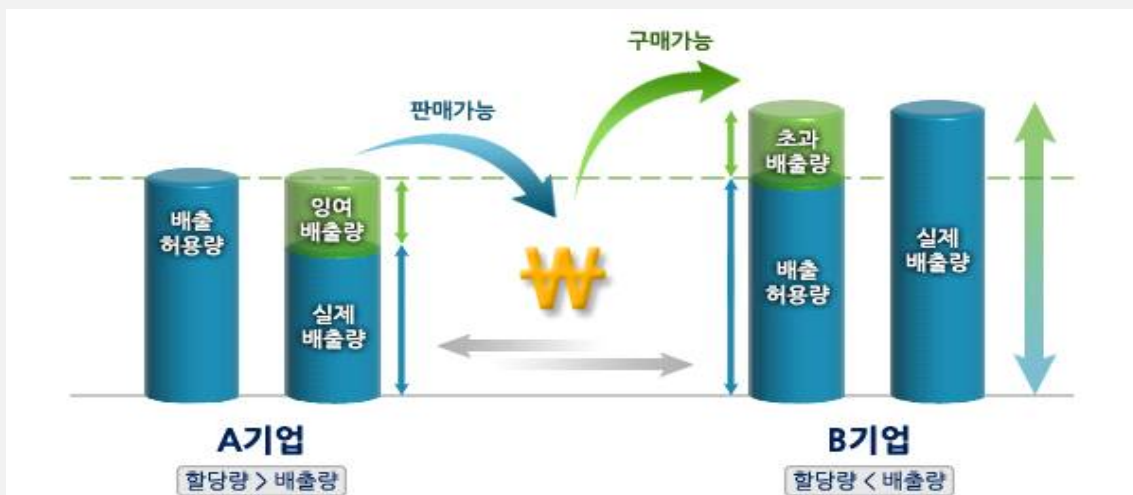 구매가능
판매가능
배출
허용량
잉여
배출량
실제
배출량
₩
초과
배출량
배출
허용량
실제
배출량
A기업
할당량 > 배출량
B기업
할당량 < 배출량